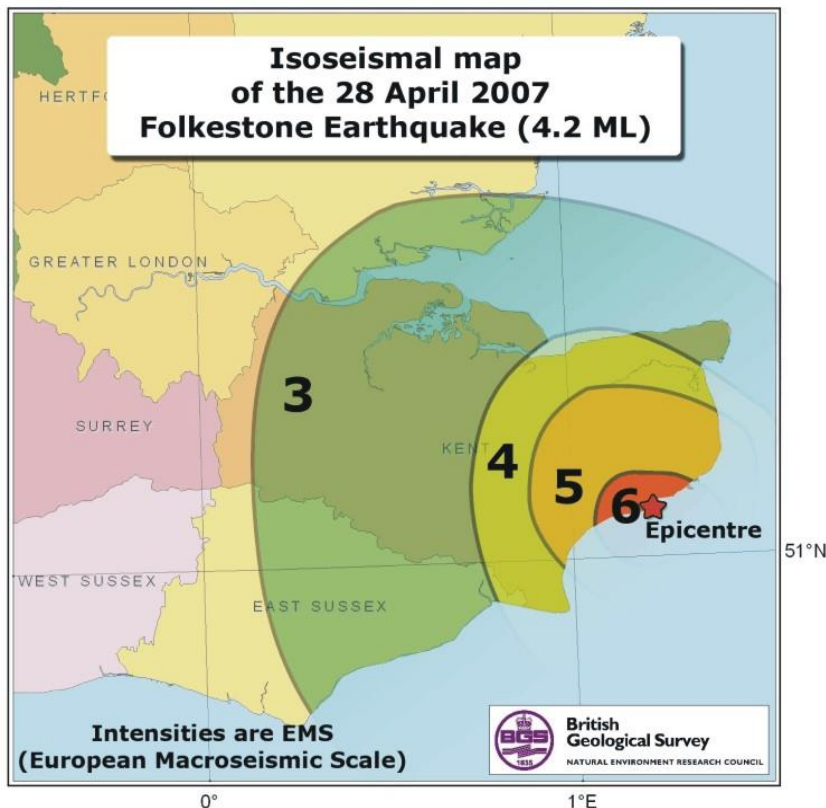 Isoseismal map
of the 28 April 2007
Folkestone Earthquake (4.2 ML)
GREATER LONDON
3
SURREY
KENT
4
5
6
Epicentre
51°N
WEST SUSSEX
EAST SUSSEX
Intensities are EMS
(European Macroseismic Scale)
BGS
1835
British
Geological Survey
NATURAL ENVIRONMENT RESEARCH COUNCIL
0°
1°E